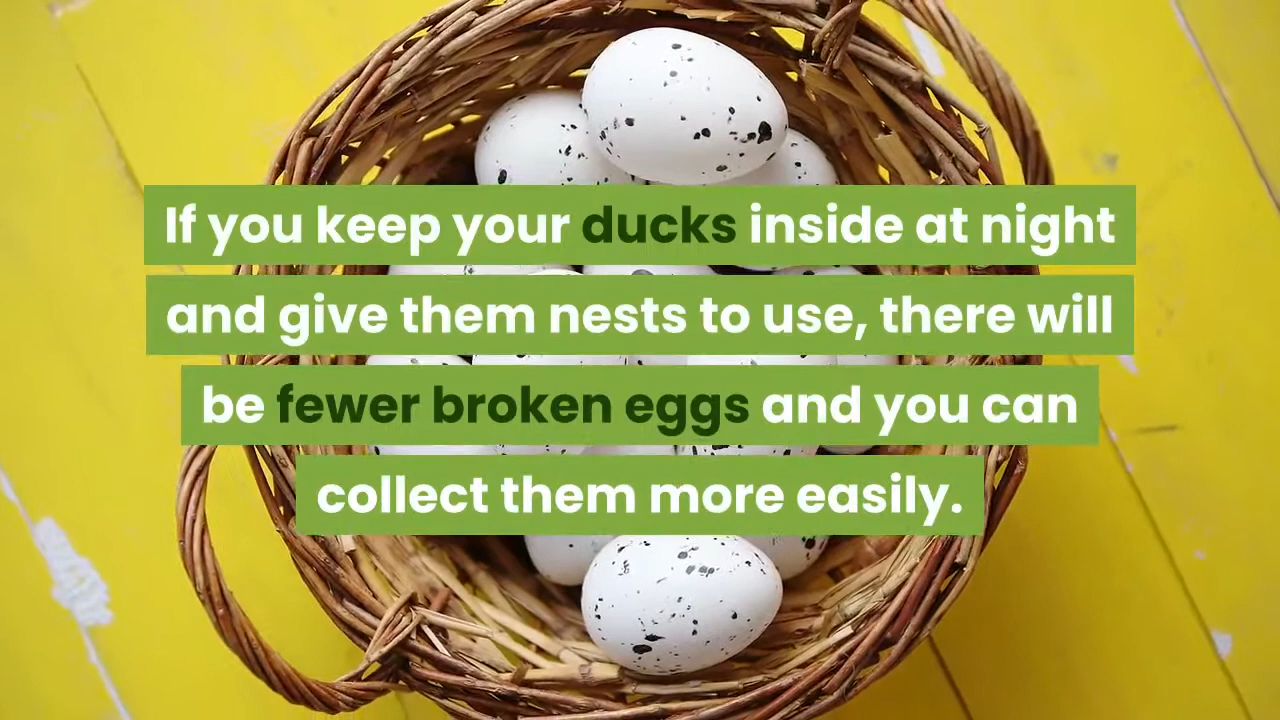 If you keep your ducks inside at night
and give them nests to use, there will
be fewer broken eggs and you can
collect them more easily.